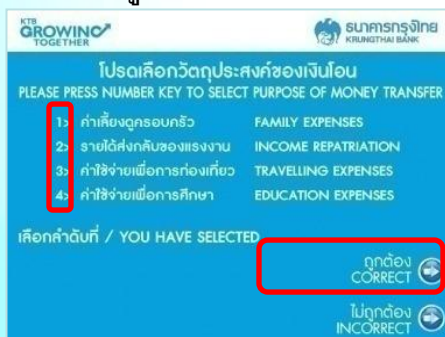 KTB
GROWING
TOGETHER
ธนาคารกรุงไทย
KRUNGTHAI BANK
โปรดเลือกวัตถุประสงค์ของเงินโอน
PLEASE PRESS NUMBER KEY TO SELECT PURPOSE OF MONEY TRANSFER
1> ค่าเลี้ยงดูครอบครัว FAMILY EXPENSES
2> รายได้ส่งกลับของแรงงาน INCOME REPATRIATION
3> ค่าใช้จ่ายเพื่อการท่องเที่ยว TRAVELLING EXPENSES
4> ค่าใช้จ่ายเพื่อการศึกษา EDUCATION EXPENSES
เลือกลำดับที่ / YOU HAVE SELECTED
ถูกต้อง
CORRECT
ไม่ถูกต้อง
INCORRECT